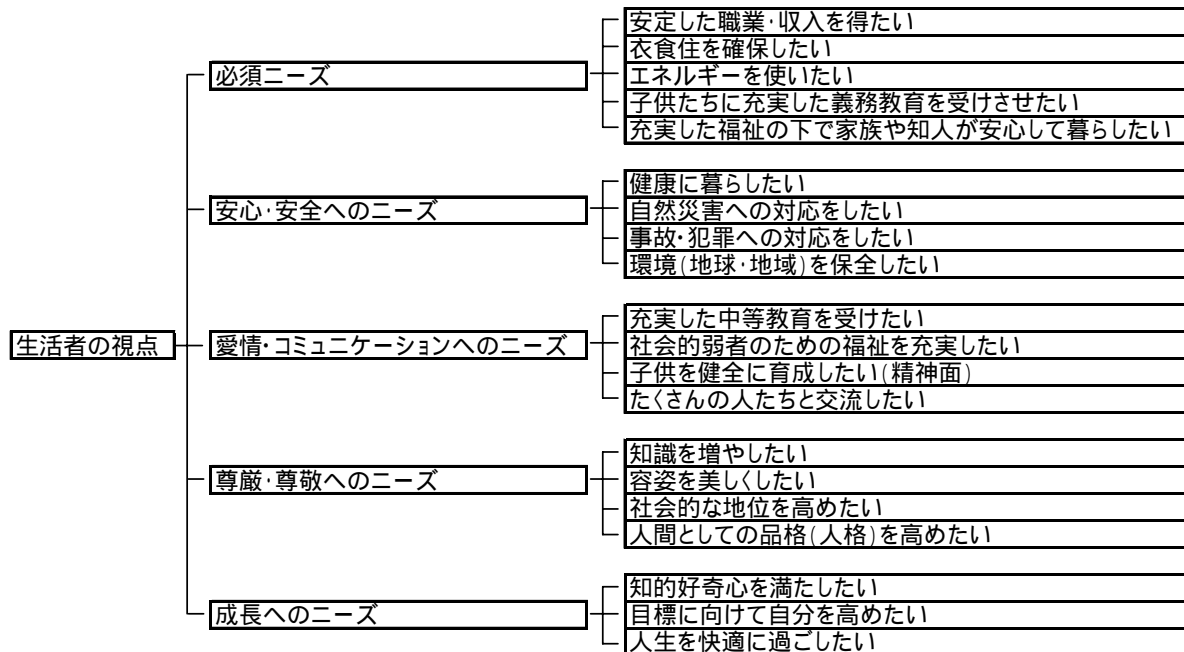 生活者の視点
必須ニーズ
安定した職業・収入を得たい
衣食住を確保したい
エネルギーを使いたい
子供たちに充実した義務教育を受けさせたい
充実した福祉の下で家族や知人が安心して暮らしたい
安心・安全へのニーズ
健康に暮らしたい
自然災害への対応をしたい
事故・犯罪への対応をしたい
環境(地球・地域)を保全したい
愛情・コミュニケーションへのニーズ
充実した中等教育を受けたい
社会的弱者のための福祉を充実したい
子供を健全に育成したい(精神面)
たくさんの人たちと交流したい
尊厳・尊敬へのニーズ
知識を増やしたい
容姿を美しくしたい
社会的な地位を高めたい
人間としての品格(人格)を高めたい
成長へのニーズ
知的好奇心を満たしたい
目標に向けて自分を高めたい
人生を快適に過ごしたい